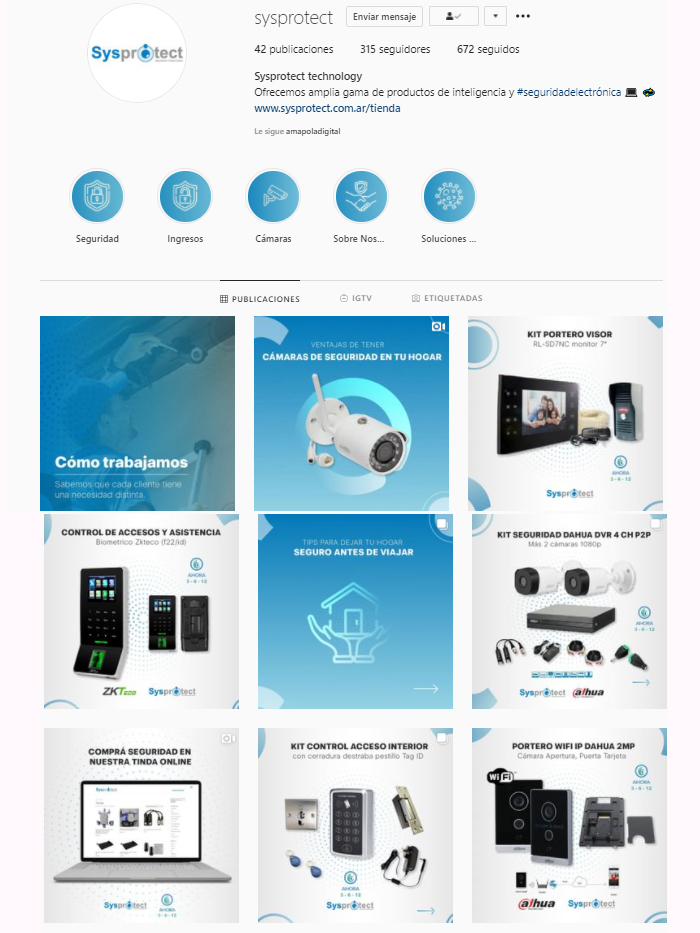 Sysprotect
sysprotect
Enviar mensaje
42 publicaciones 315 seguidores 672 seguidos
Sysprotect technology
Ofrecemos amplia gama de productos de inteligencia y #seguridadelectrónica
www.sysprotect.com.ar/tienda
Le sigue amapoladigital
Seguridad Ingresos Cámaras Sobre Nos... Soluciones ...
PUBLICACIONES IGTV ETIQUETADAS
Cómo trabajamos
Sabemos que cada cliente tiene
una necesidad distinta.
VENTAJAS DE TENER
CÁMARAS DE SEGURIDAD EN TU HOGAR
KIT PORTERO VISOR
RL-SD7NC monitor 7"
AHORA
3 - 6 - 12
Sysprotect
CONTROL DE ACCESOS Y ASISTENCIA
Biometrico Zkteco (f22/id)
AHORA
3 - 6 - 12
ZKTeco Sysprotect
TIPS PARA DEJAR TU HOGAR
SEGURO ANTES DE VIAJAR
KIT SEGURIDAD DAHUA DVR 4 CH P2P
Más 2 cámaras 1080p
AHORA
3 - 6 - 12
Sysprotect alhua
COMPRÁ SEGURIDAD EN
NUESTRA TINDA ONLINE
Sysprotect
AHORA
3 - 6 - 12
KIT CONTROL ACCESO INTERIOR
con cerradura destraba pestillo Tag ID
AHORA
3 - 6 - 12
Sysprotect
PORTERO WIFI IP DAHUA 2MP
Cámara Apertura, Puerta Tarjeta
WiFi
AHORA
3 - 6 - 12
alhua Sysprotect